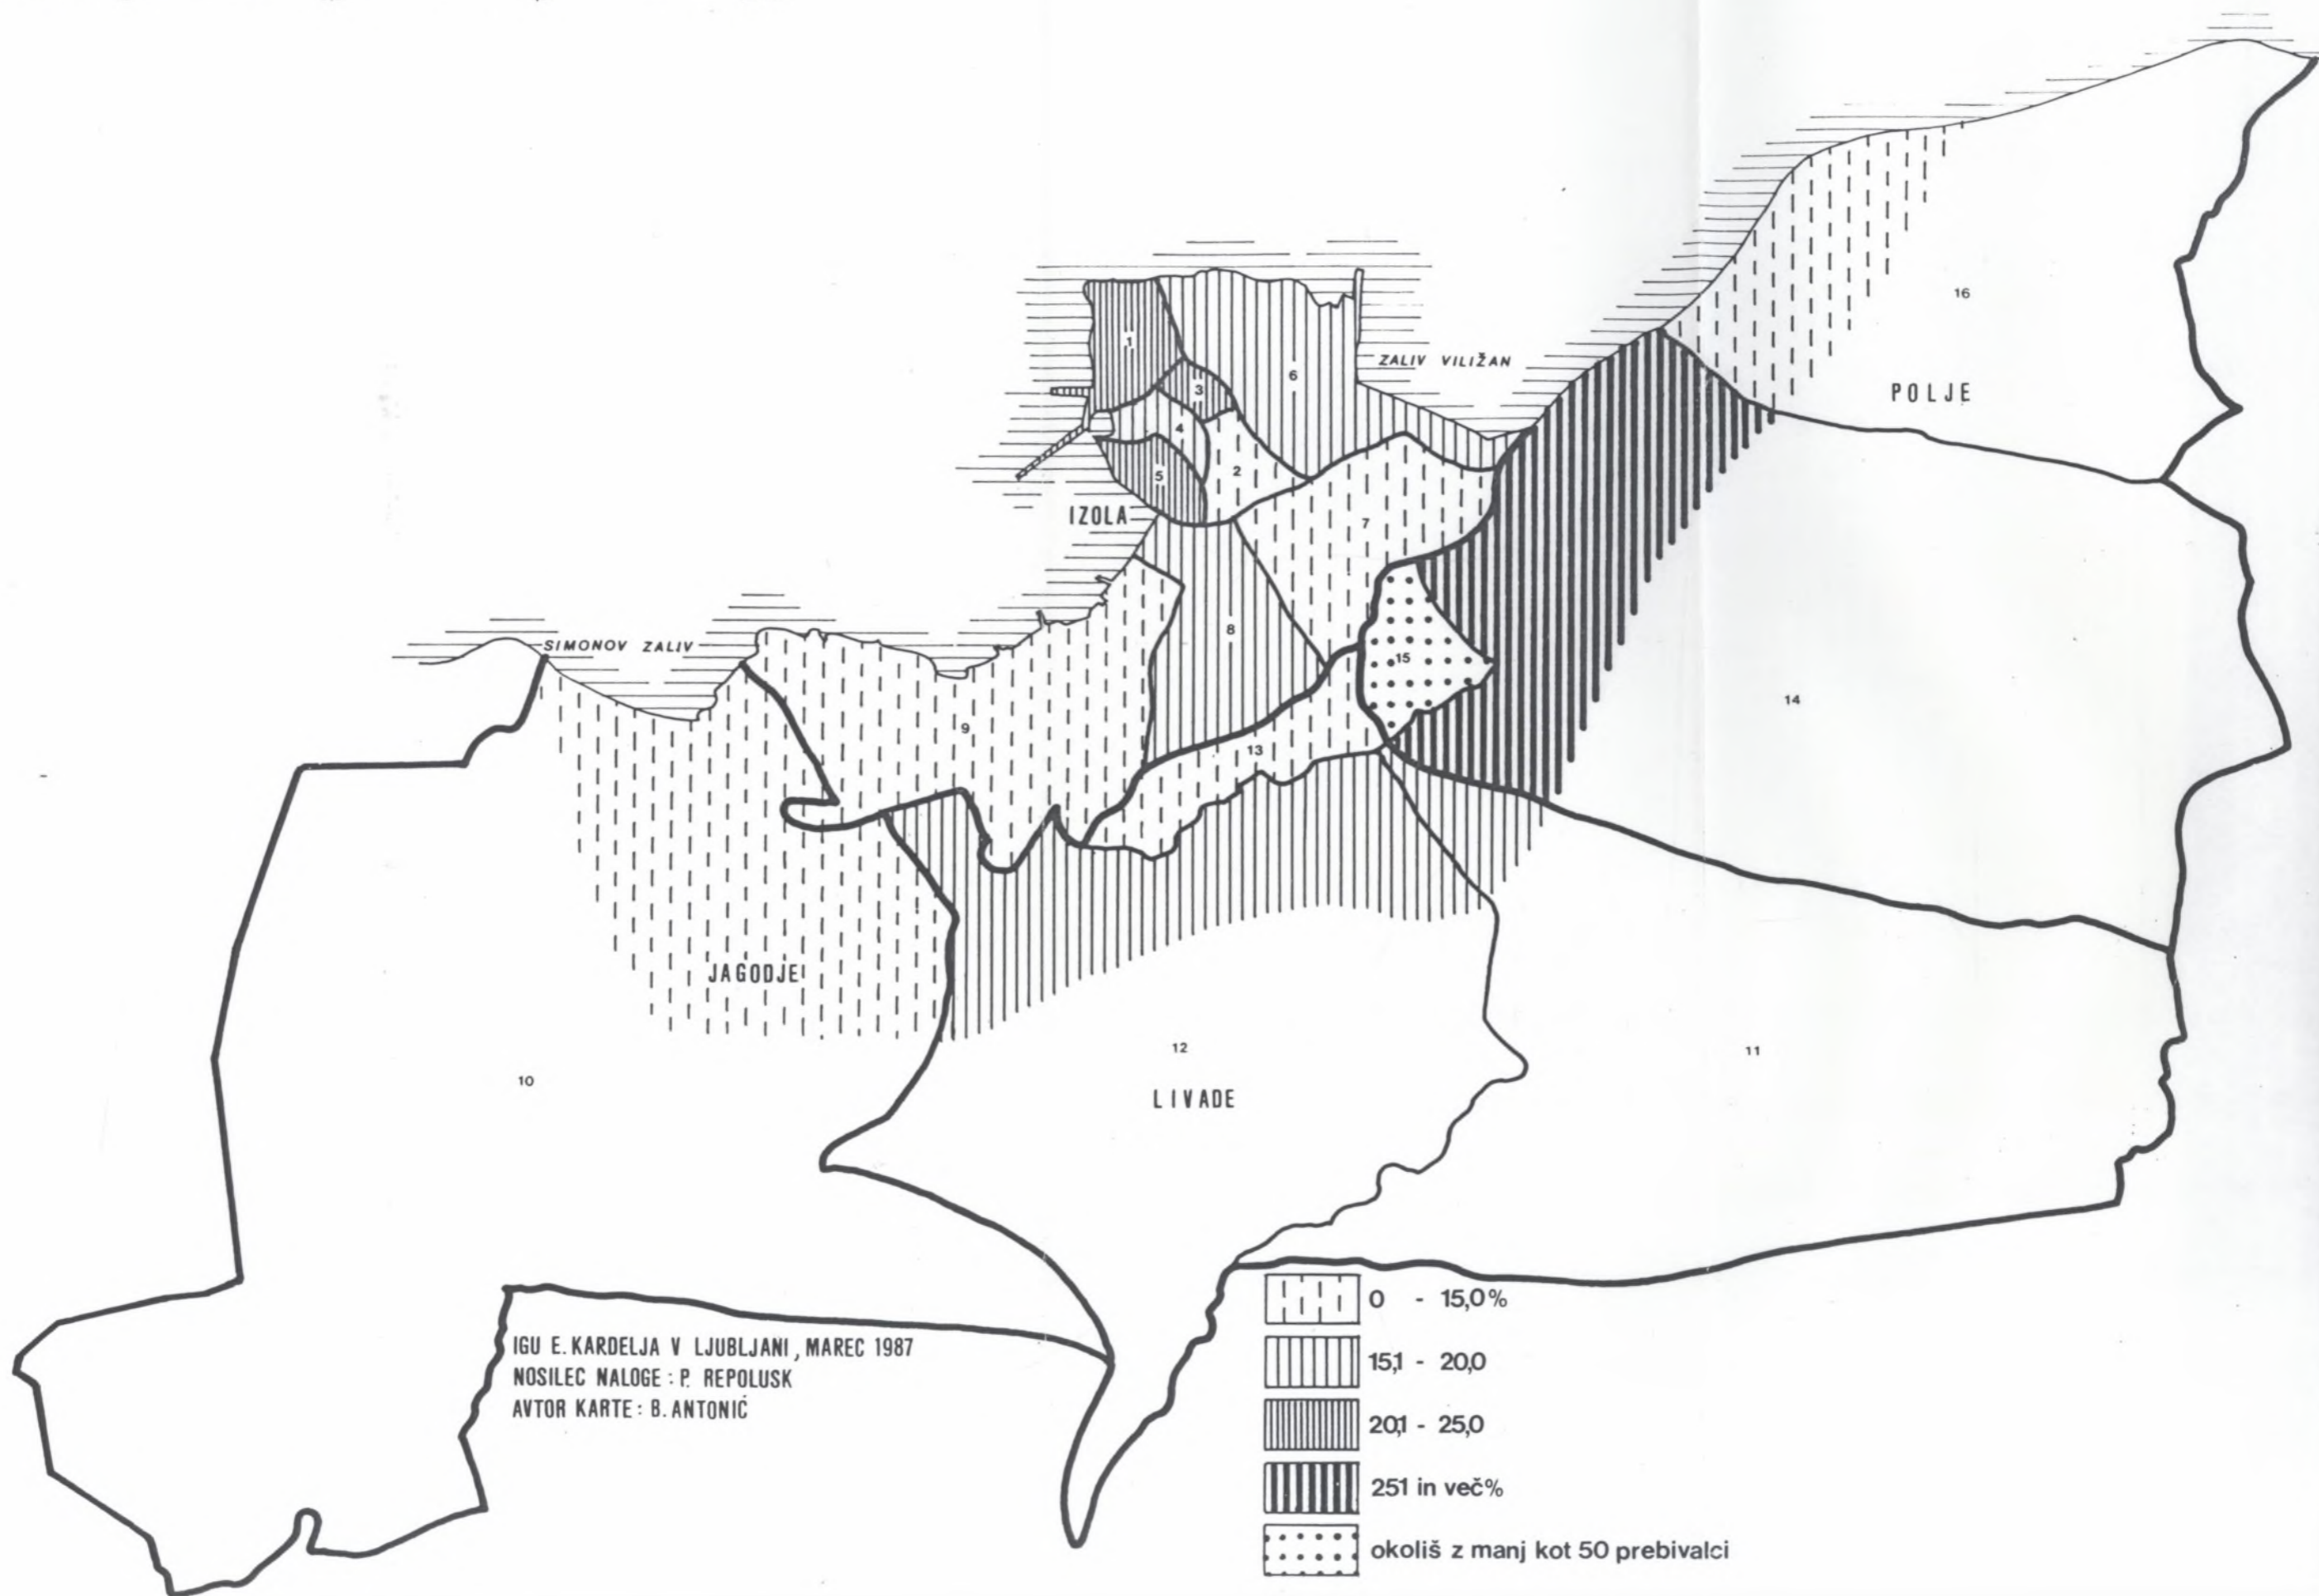 16
ZALIV VILIŽAN
1
6
3
POLJE
4
2
5
IZOLA
7
8
SIMONOV ZALIV
15
14
9
13
JAGODJE
12
11
10
LIVADE
0 - 15,0%
IGU E. KARDELJA V LJUBLJANI, MAREC 1987
15,1 - 20,0
NOSILEC NALOGE: P. REPOLUSK
AVTOR KARTE: B. ANTONIĆ
20,1 - 25,0
251 in več%
okoliš z manj kot 50 prebivalci